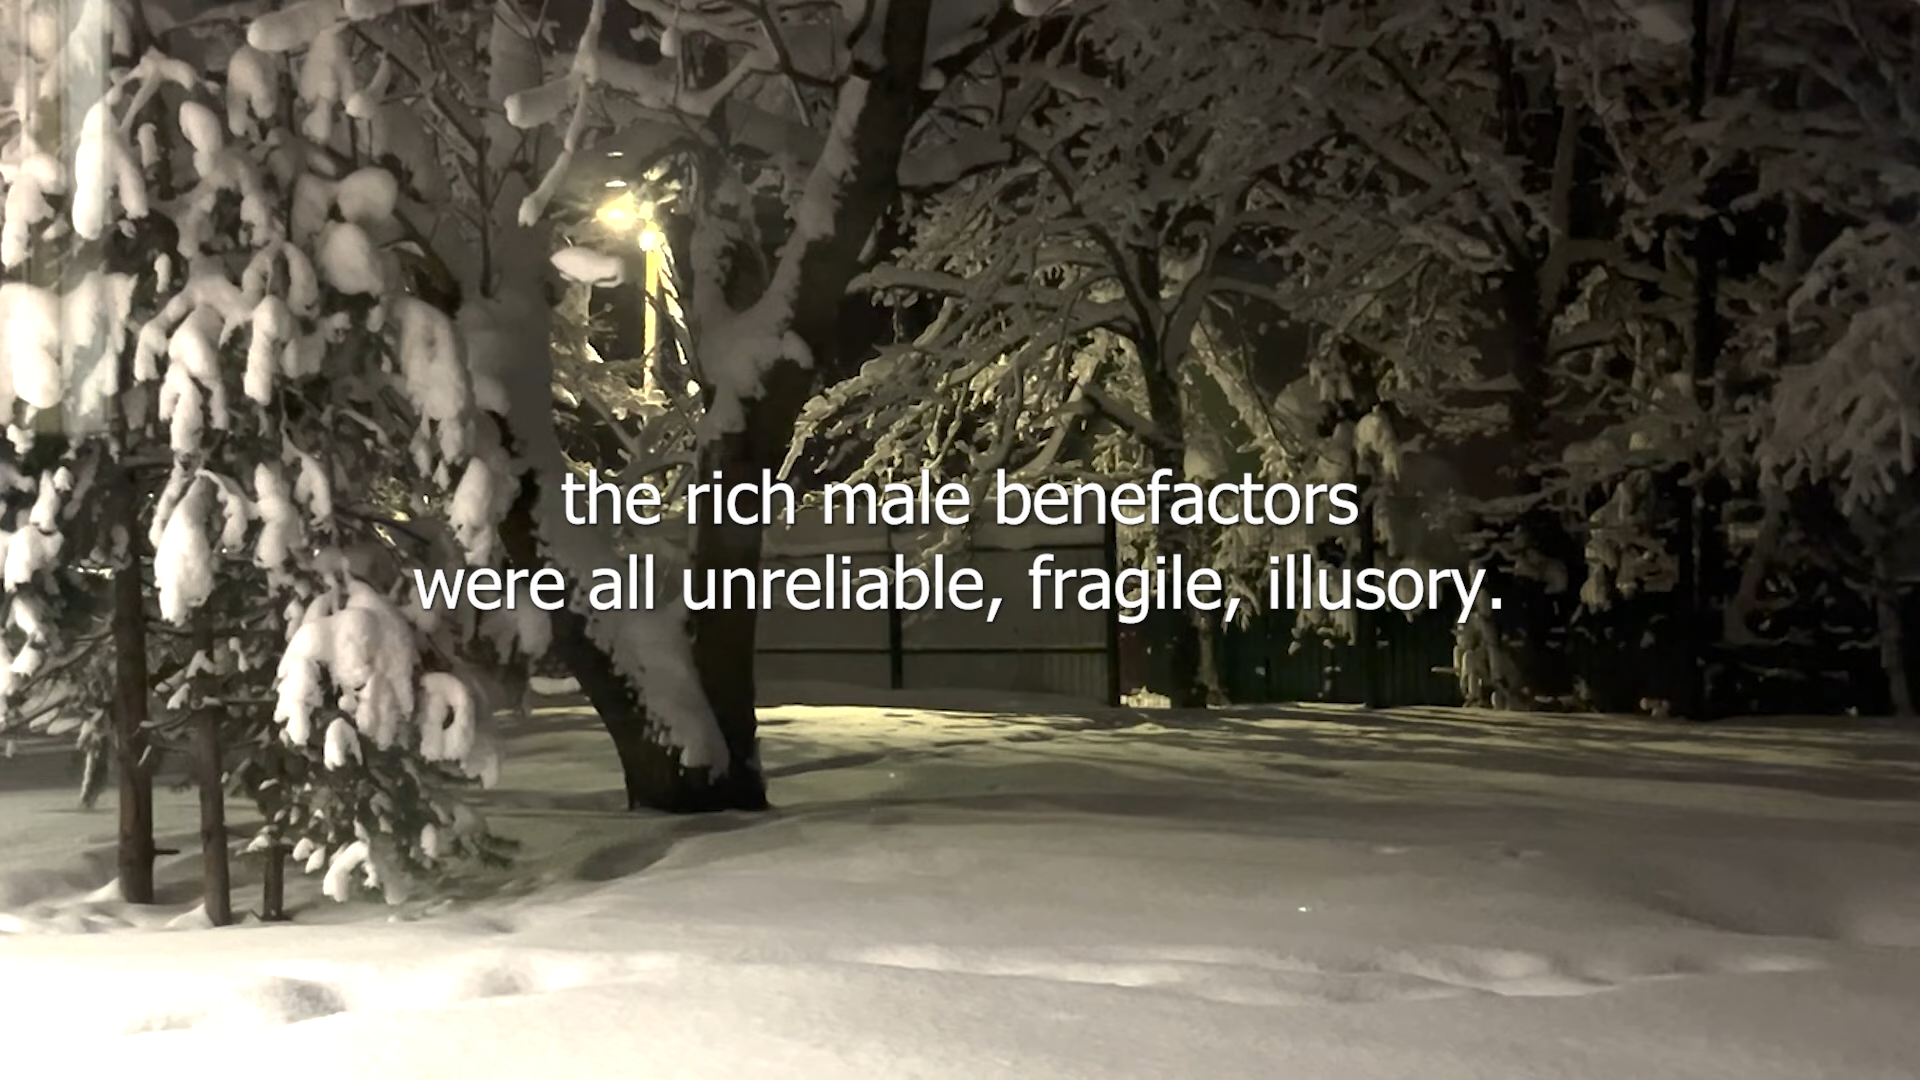 the rich male benefactors
were all unreliable, fragile, illusory.